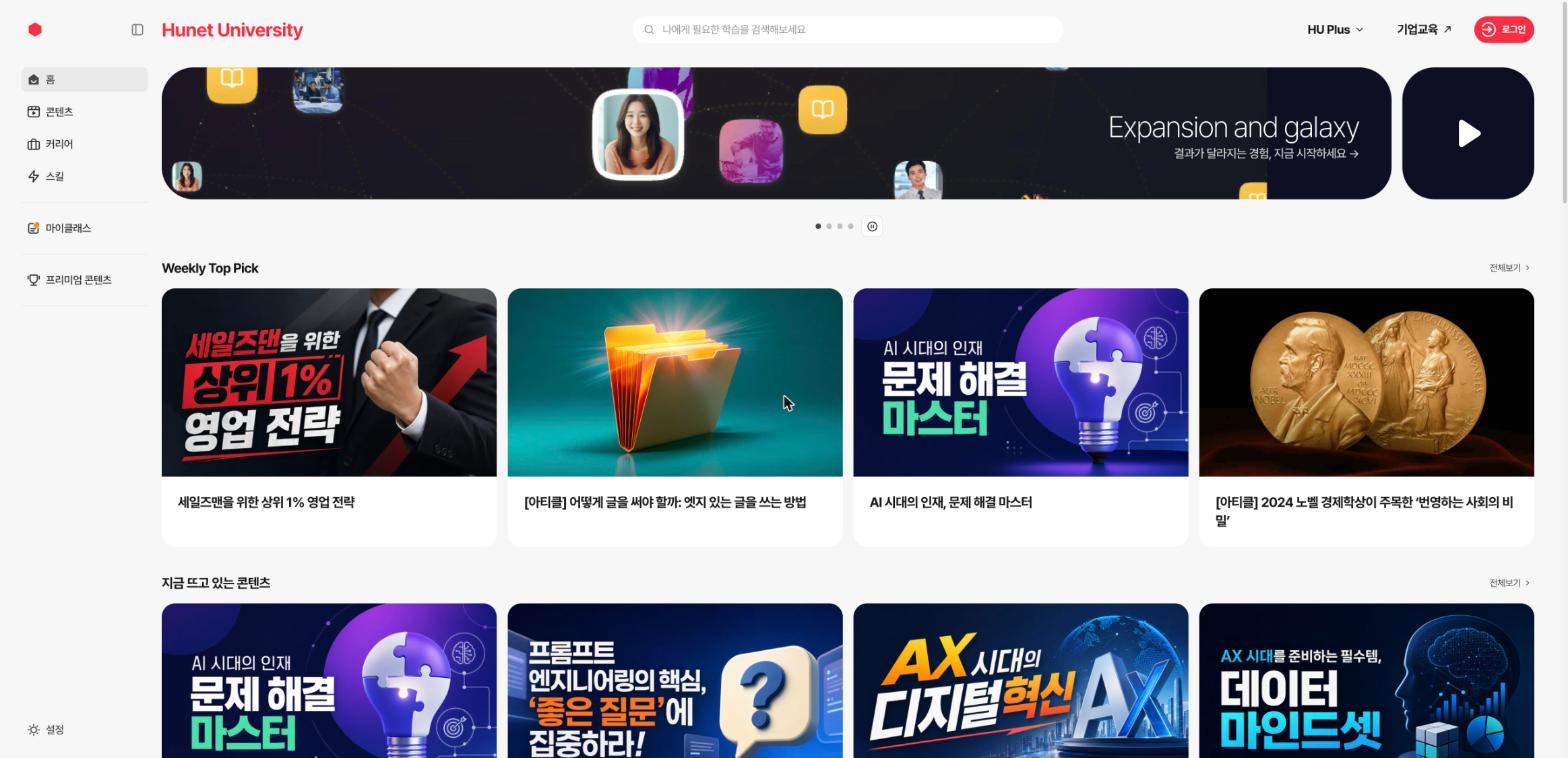 Hunet University
나에게 필요한 학습을 검색해보세요
HU Plus
기업교육
로그인
홈
콘텐츠
커리어
스킬
마이클래스
프리미엄 콘텐츠
설정
Expansion and galaxy
결과가 달라지는 경험, 지금 시작하세요 →
Weekly Top Pick
전체보기
세일즈맨을 위한
상위 1%
영업 전략
AI 시대의 인재
문제 해결
마스터
세일즈맨을 위한 상위 1% 영업 전략
[아티클] 어떻게 글을 써야 할까: 엣지 있는 글을 쓰는 방법
AI 시대의 인재, 문제 해결 마스터
[아티클] 2024 노벨 경제학상이 주목한 ‘번영하는 사회의 비
밀’
지금 뜨고 있는 콘텐츠
전체보기
AI 시대의 인재
문제 해결
마스터
프롬프트
엔지니어링의 핵심,
‘좋은 질문’에
집중하라!
AX 시대의
디지털 혁신
AX
AX 시대를 준비하는 필수템,
데이터
마인드셋